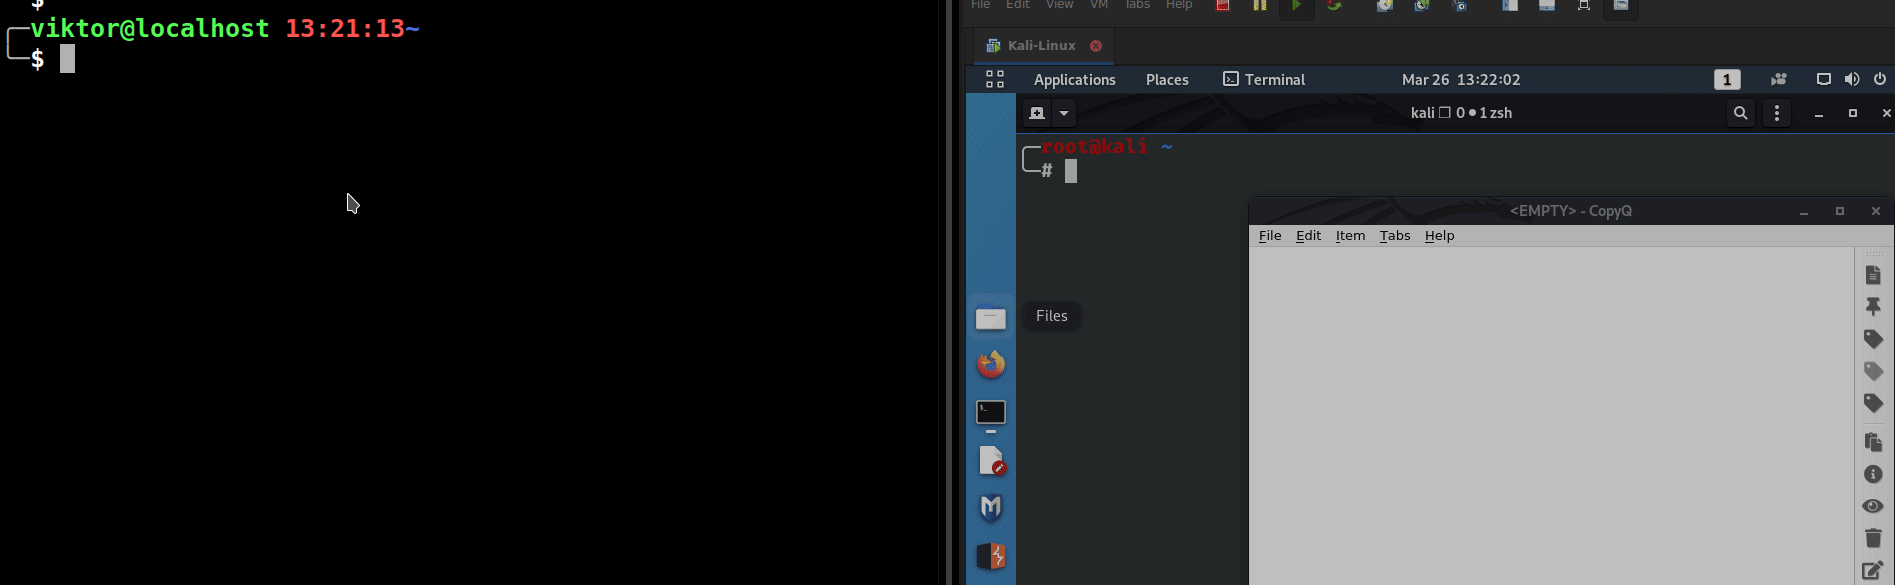 $
viktor@localhost 13:21:13~
$
File Edit View VM Tabs Help
Kali-Linux
Applications Places Terminal Mar 26 13:22:02 1
kali 0 1 zsh
root@kali ~
#
<EMPTY> - CopyQ
File Edit Item Tabs Help
Files
$_